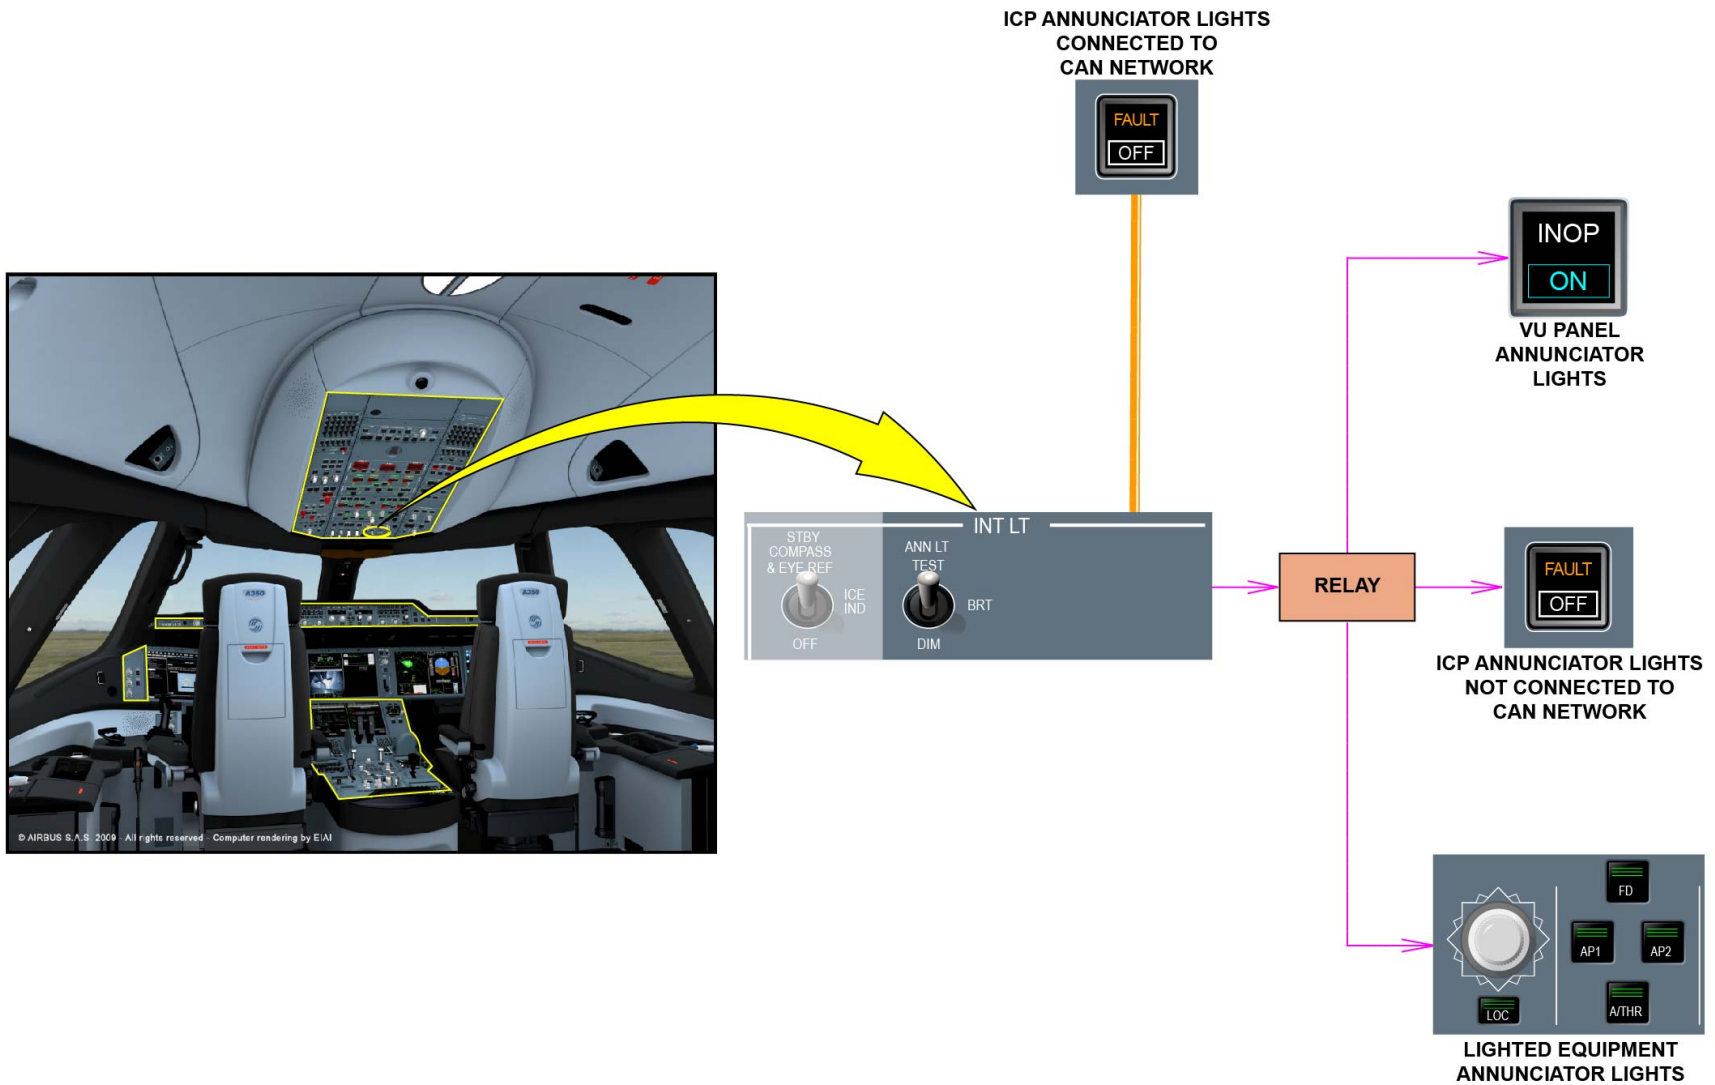 ICP ANNUNCIATOR LIGHTS
CONNECTED TO
CAN NETWORK
FAULT
OFF
INOP
ON
VU PANEL
ANNUNCIATOR
LIGHTS
INT LT
STBY
COMPASS
& EYE REF
ICE
IND
OFF
ANN LT
TEST
BRT
DIM
RELAY
FAULT
OFF
ICP ANNUNCIATOR LIGHTS
NOT CONNECTED TO
CAN NETWORK
A350
A350
© AIRBUS S.A.S. 2009 - All rights reserved - Computer rendering by EIAI
FD
AP1
AP2
LOC
A/THR
LIGHTED EQUIPMENT
ANNUNCIATOR LIGHTS